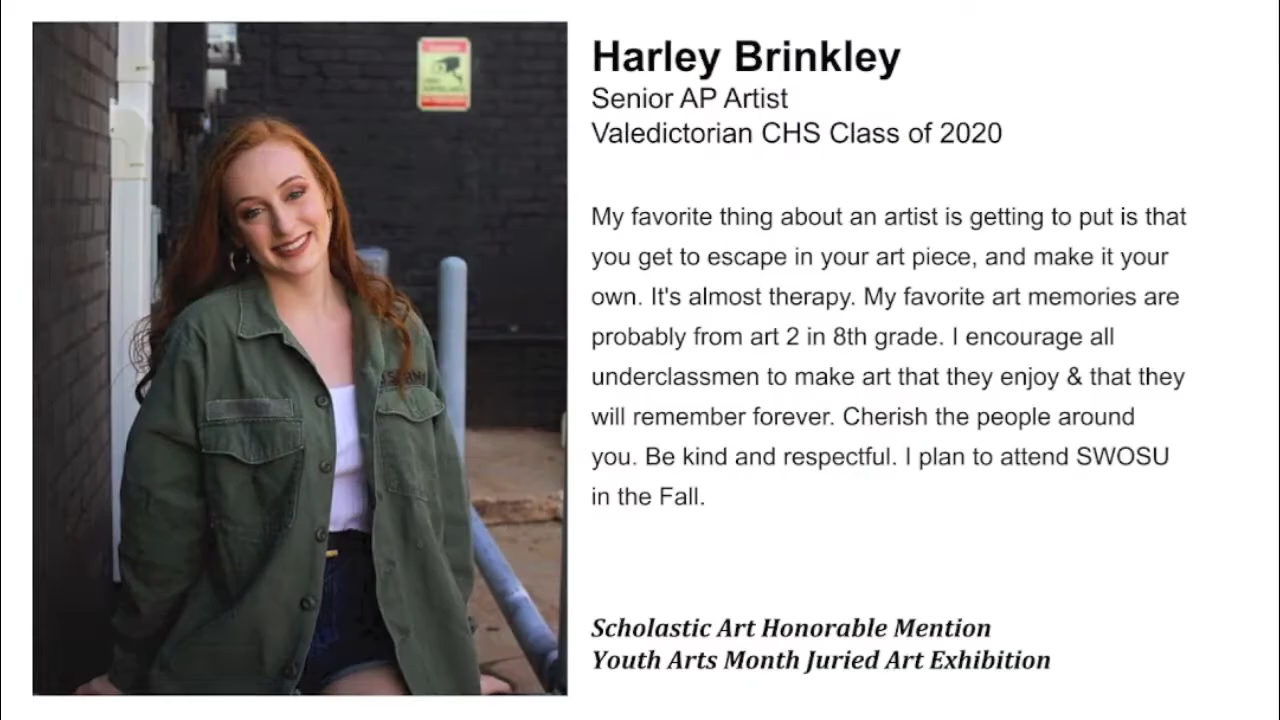 Harley Brinkley
Senior AP Artist
Valedictorian CHS Class of 2020
My favorite thing about an artist is getting to put is that
you get to escape in your art piece, and make it your
own. It's almost therapy. My favorite art memories are
probably from art 2 in 8th grade. I encourage all
underclassmen to make art that they enjoy & that they
will remember forever. Cherish the people around
you. Be kind and respectful. I plan to attend SWOSU
in the Fall.
Scholastic Art Honorable Mention
Youth Arts Month Juried Art Exhibition